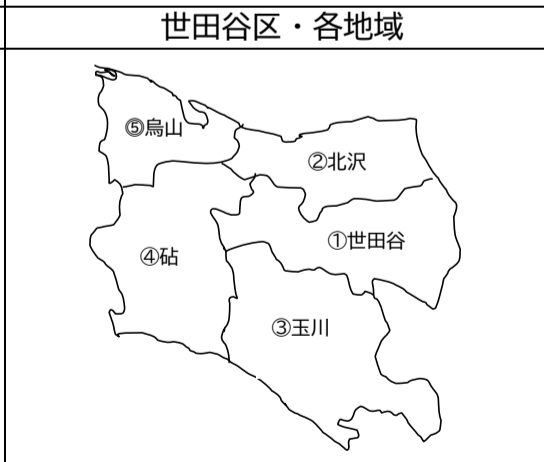 世田谷区・各地域
⑤烏山
②北沢
①世田谷
④砧
③玉川